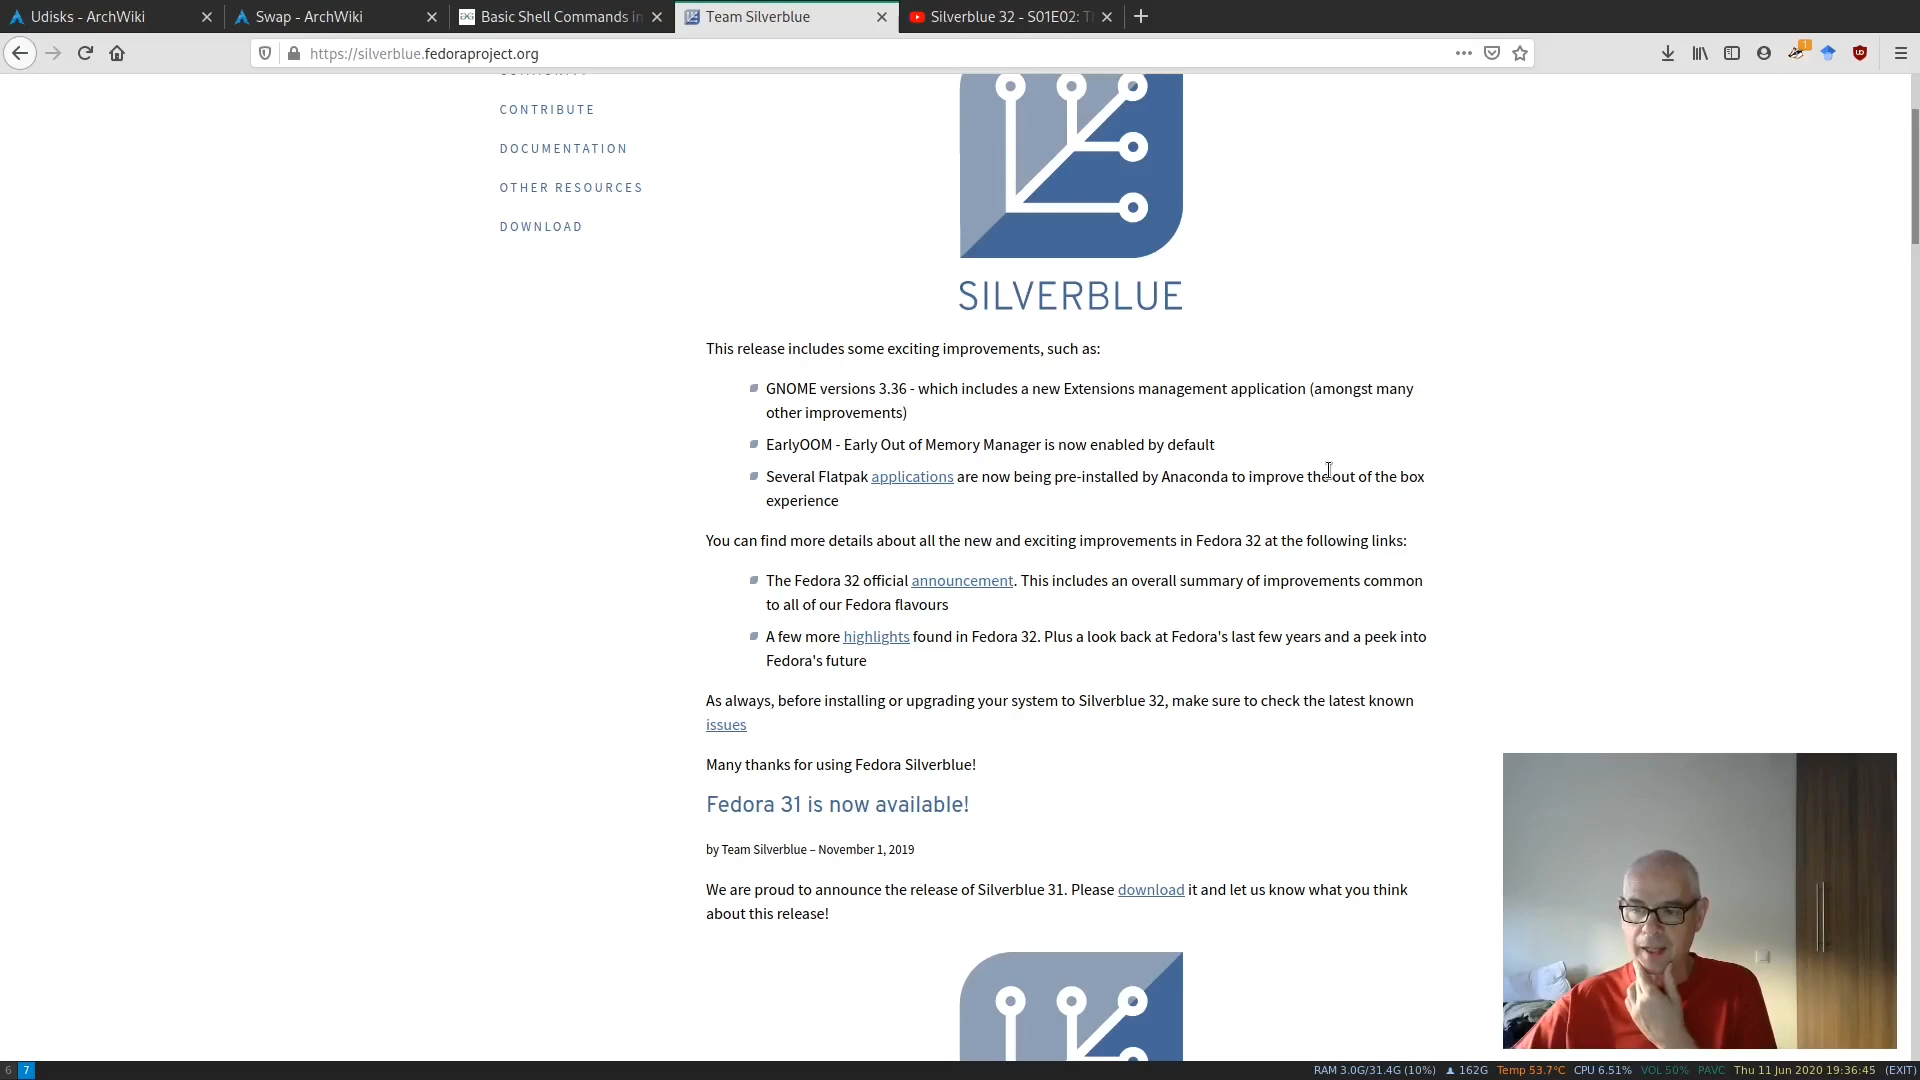 Udisks - ArchWiki
Swap - ArchWiki
Basic Shell Commands in
Team Silverblue
Silverblue 32 - S01E02: T
https://silverblue.fedoraproject.org
1
CONTRIBUTE
DOCUMENTATION
OTHER RESOURCES
DOWNLOAD
SILVERBLUE
This release includes some exciting improvements, such as:
GNOME versions 3.36 - which includes a new Extensions management application (amongst many
other improvements)
EarlyOOM - Early Out of Memory Manager is now enabled by default
Several Flatpak applications are now being pre-installed by Anaconda to improve the out of the box
experience
You can find more details about all the new and exciting improvements in Fedora 32 at the following links:
The Fedora 32 official announcement. This includes an overall summary of improvements common
to all of our Fedora flavours
A few more highlights found in Fedora 32. Plus a look back at Fedora's last few years and a peek into
Fedora's future
As always, before installing or upgrading your system to Silverblue 32, make sure to check the latest known
issues
Many thanks for using Fedora Silverblue!
Fedora 31 is now available!
by Team Silverblue – November 1, 2019
We are proud to announce the release of Silverblue 31. Please download it and let us know what you think
about this release!
6 7
RAM 3.0G/31.4G (10%) 162G Temp 53.7°C CPU 6.51% VOL 50% PAVC Thu 11 Jun 2020 19:36:45 (EXIT)